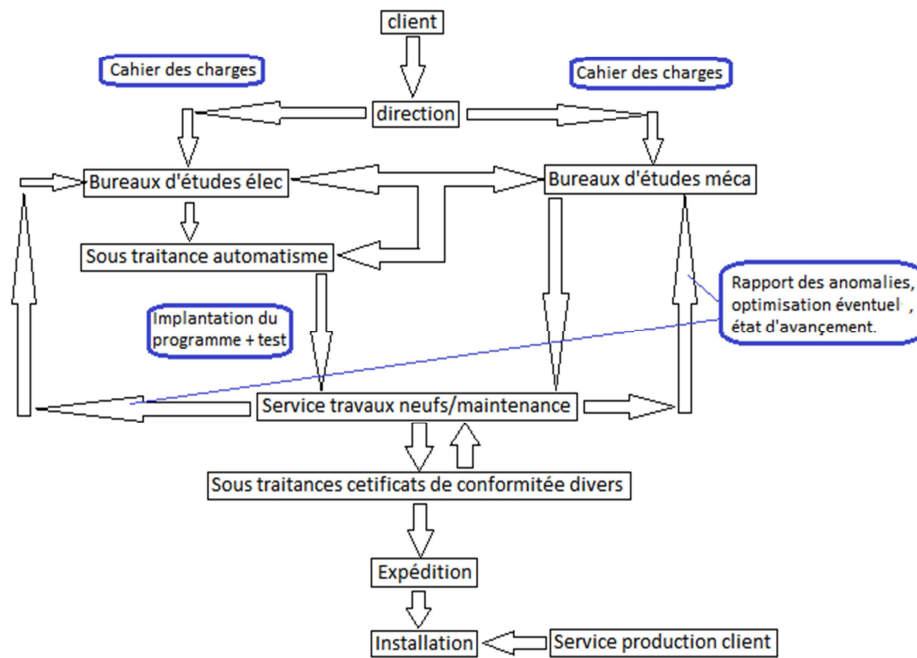 client
Cahier des charges
Cahier des charges
direction
Bureaux d'études élec
Bureaux d'études méca
Sous traitance automatisme
Rapport des anomalies,
optimisation éventuel ,
état d'avançement.
Implantation du
programme + test
Service travaux neufs/maintenance
Sous traitances cetificats de conformitée divers
Expédition
Installation
Service production client